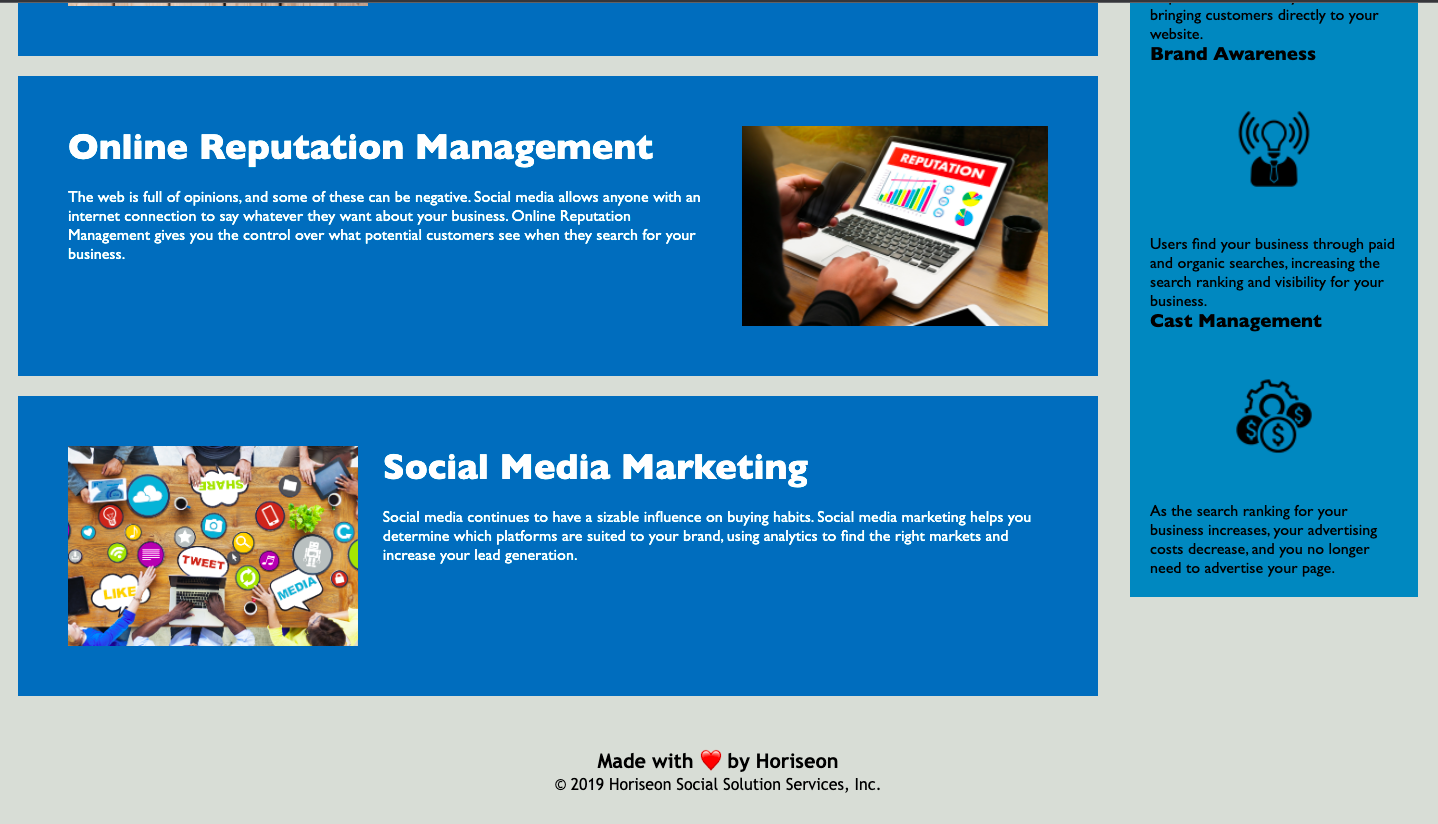 Online Reputation Management
The web is full of opinions, and some of these can be negative. Social media allows anyone with an
internet connection to say whatever they want about your business. Online Reputation
Management gives you the control over what potential customers see when they search for your
business.
REPUTATION
SHARE
TWEET
LIKE
MEDIA
Social Media Marketing
Social media continues to have a sizable influence on buying habits. Social media marketing helps you
determine which platforms are suited to your brand, using analytics to find the right markets and
increase your lead generation.
bringing customers directly to your
website.
Brand Awareness
Users find your business through paid
and organic searches, increasing the
search ranking and visibility for your
business.
Cast Management
$ $ $
As the search ranking for your
business increases, your advertising
costs decrease, and you no longer
need to advertise your page.
Made with ❤️ by Horiseon
© 2019 Horiseon Social Solution Services, Inc.